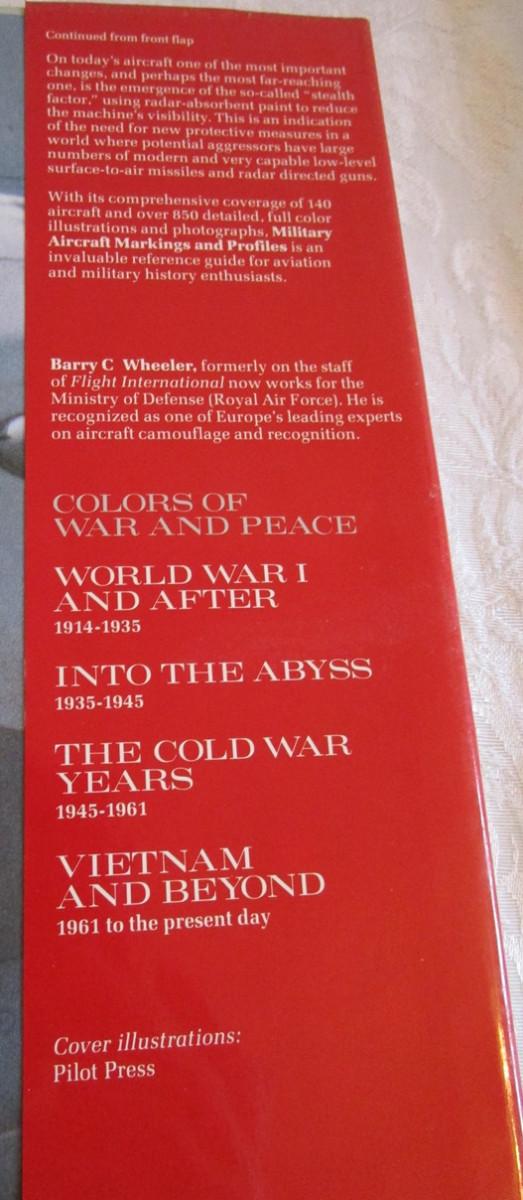 Continued from front flap
On today's aircraft one of the most important
changes, and perhaps the most far-reaching
one, is the emergence of the so-called "stealth
factor," using radar-absorbent paint to reduce
the machine's visibility. This is an indication
of the need for new protective measures in a
world where potential aggressors have large
numbers of modern and very capable low-level
surface-to-air missiles and radar directed guns.
With its comprehensive coverage of 140
aircraft and over 850 detailed, full color
illustrations and photographs, Military
Aircraft Markings and Profiles is an
invaluable reference guide for aviation
and military history enthusiasts.
Barry C Wheeler, formerly on the staff
of Flight International now works for the
Ministry of Defense (Royal Air Force). He is
recognized as one of Europe's leading experts
on aircraft camouflage and recognition.
COLORS OF
WAR AND PEACE
WORLD WAR I
AND AFTER
1914-1935
INTO THE ABYSS
1935-1945
THE COLD WAR
YEARS
1945-1961
VIETNAM
AND BEYOND
1961 to the present day
Cover illustrations:
Pilot Press